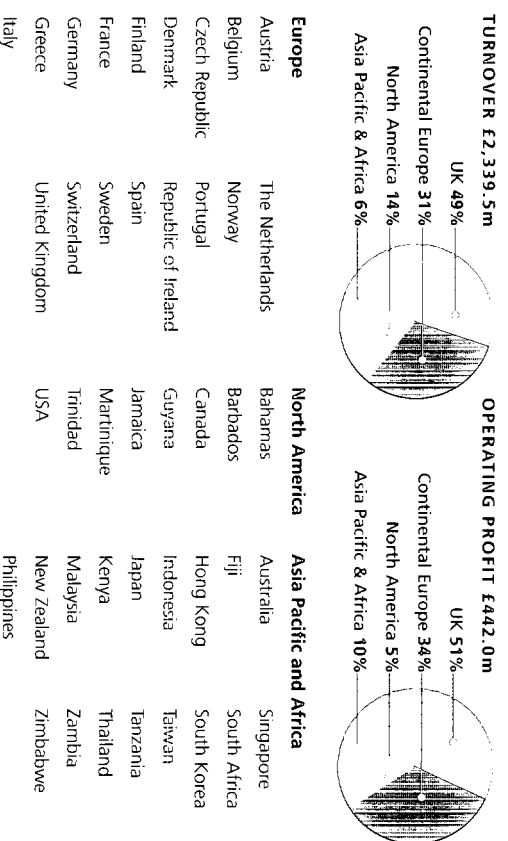 TURNOVER £2,339.5m
UK 49%
Continental Europe 31%
North America 14%
Asia Pacific & Africa 6%
OPERATING PROFIT £442.0m
UK 51%
Continental Europe 34%
North America 5%
Asia Pacific & Africa 10%
Europe
Austria The Netherlands
Belgium Norway
Czech Republic Portugal
Denmark Republic of Ireland
Finland Spain
France Sweden
Germany Switzerland
Greece United Kingdom
Italy
North America
Bahamas
Barbados
Canada
Guyana
Jamaica
Martinique
Trinidad
USA
Asia Pacific and Africa
Australia Singapore
Fiji South Africa
Hong Kong South Korea
Indonesia Taiwan
Japan Tanzania
Kenya Thailand
Malaysia Zambia
New Zealand Zimbabwe
Philippines